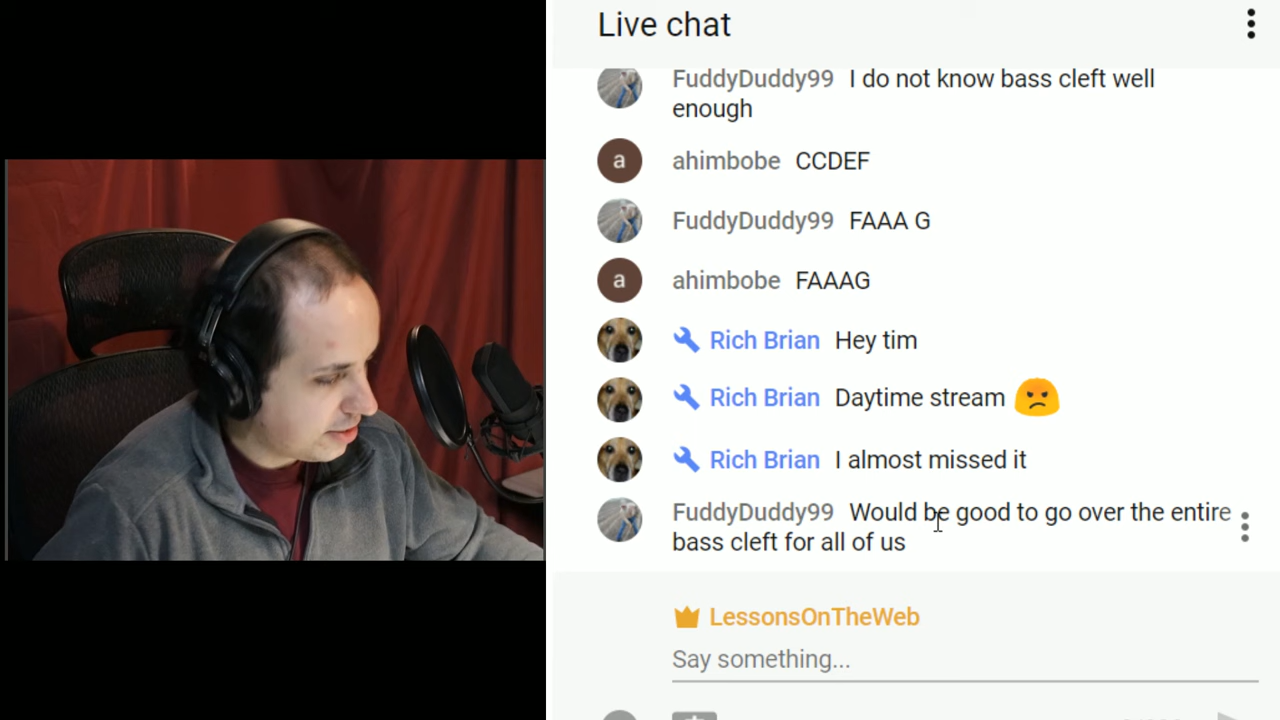 Live chat
FuddyDuddy99 I do not know bass cleft well
enough
a ahimbobe CCDEF
FuddyDuddy99 FAAA G
a ahimbobe FAAAG
Rich Brian Hey tim
Rich Brian Daytime stream
Rich Brian I almost missed it
FuddyDuddy99 Would be good to go over the entire
bass cleft for all of us
LessonsOnTheWeb
Say something...